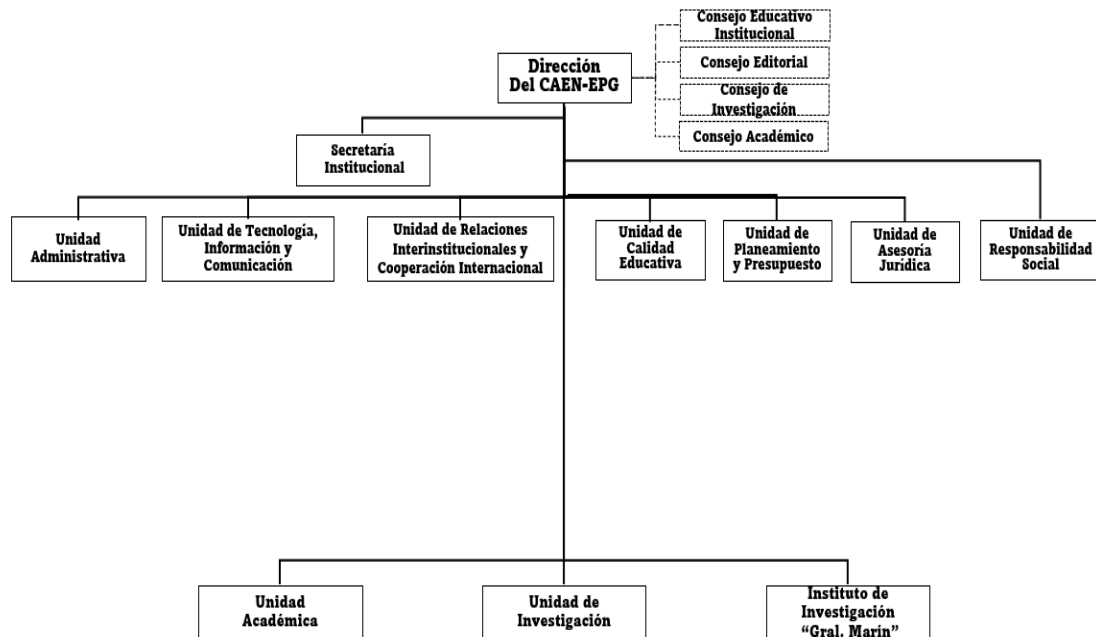 Consejo Educativo
Institucional
Dirección
Del CAEN-EPG
Consejo Editorial
Consejo de
Investigación
Consejo Académico
Secretaría
Institucional
Unidad
Administrativa
Unidad de Tecnología,
Información y
Comunicación
Unidad de Relaciones
Interinstitucionales y
Cooperación Internacional
Unidad de
Calidad
Educativa
Unidad de
Planeamiento
y Presupuesto
Unidad de
Asesoría
Jurídica
Unidad de
Responsabilidad
Social
Unidad
Académica
Unidad de
Investigación
Instituto de
Investigación
“Gral. Marín”